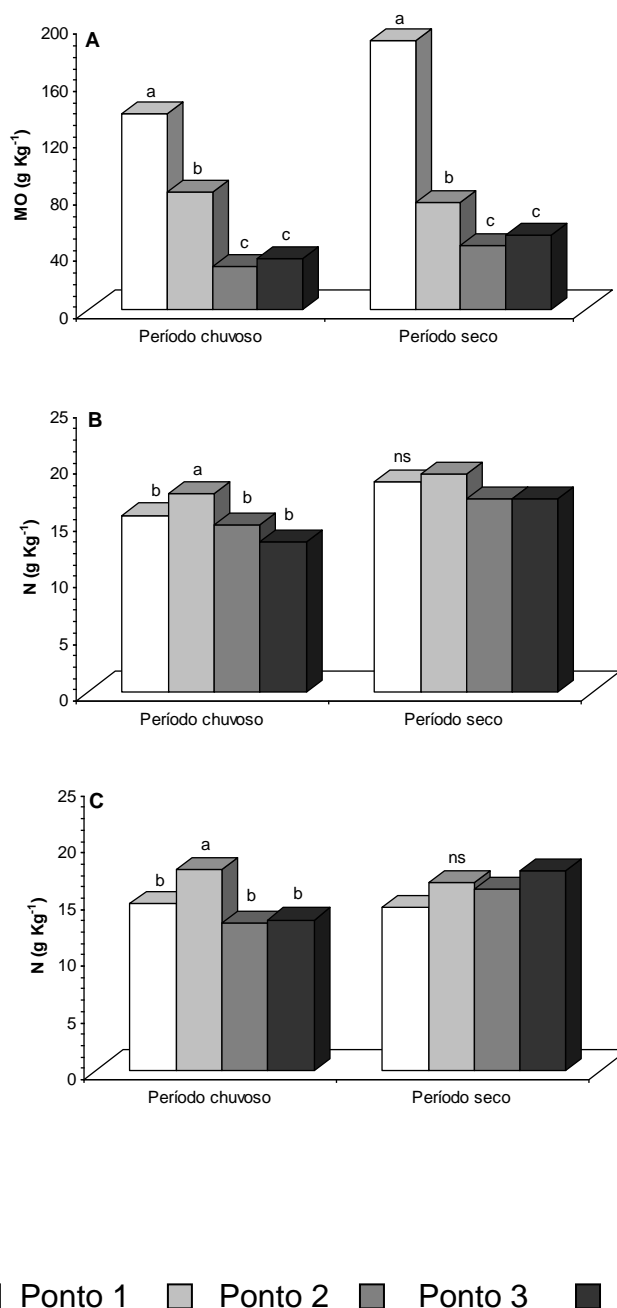 A
MO (g Kg-1)
200
160
120
80
40
0
a
b
c
c
a
b
c
c
Período chuvoso
Período seco
B
N (g Kg-1)
25
20
15
10
5
0
b
a
b
b
ns
Período chuvoso
Período seco
C
N (g Kg-1)
25
20
15
10
5
0
b
a
b
b
ns
Período chuvoso
Período seco
Ponto 1 Ponto 2 Ponto 3